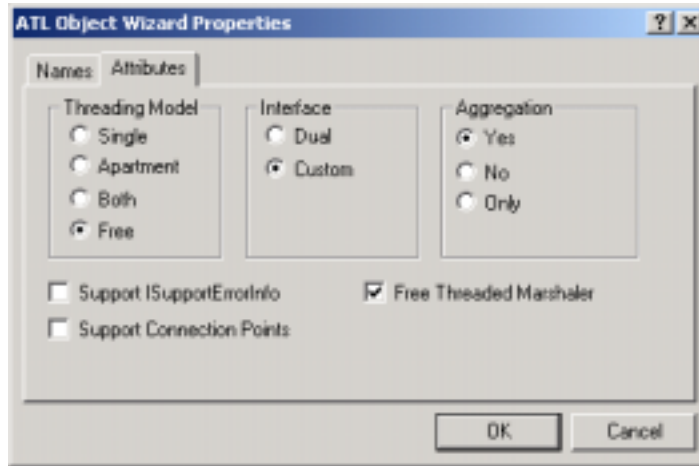 ATL Object Wizard Properties
Names Attributes
Threading Model Interface Aggregation
Single Dual Yes
Apartment Custom No
Both Only
Free
Support ISupportErrorInfo Free Threaded Marshaler
Support Connection Points
OK Cancel